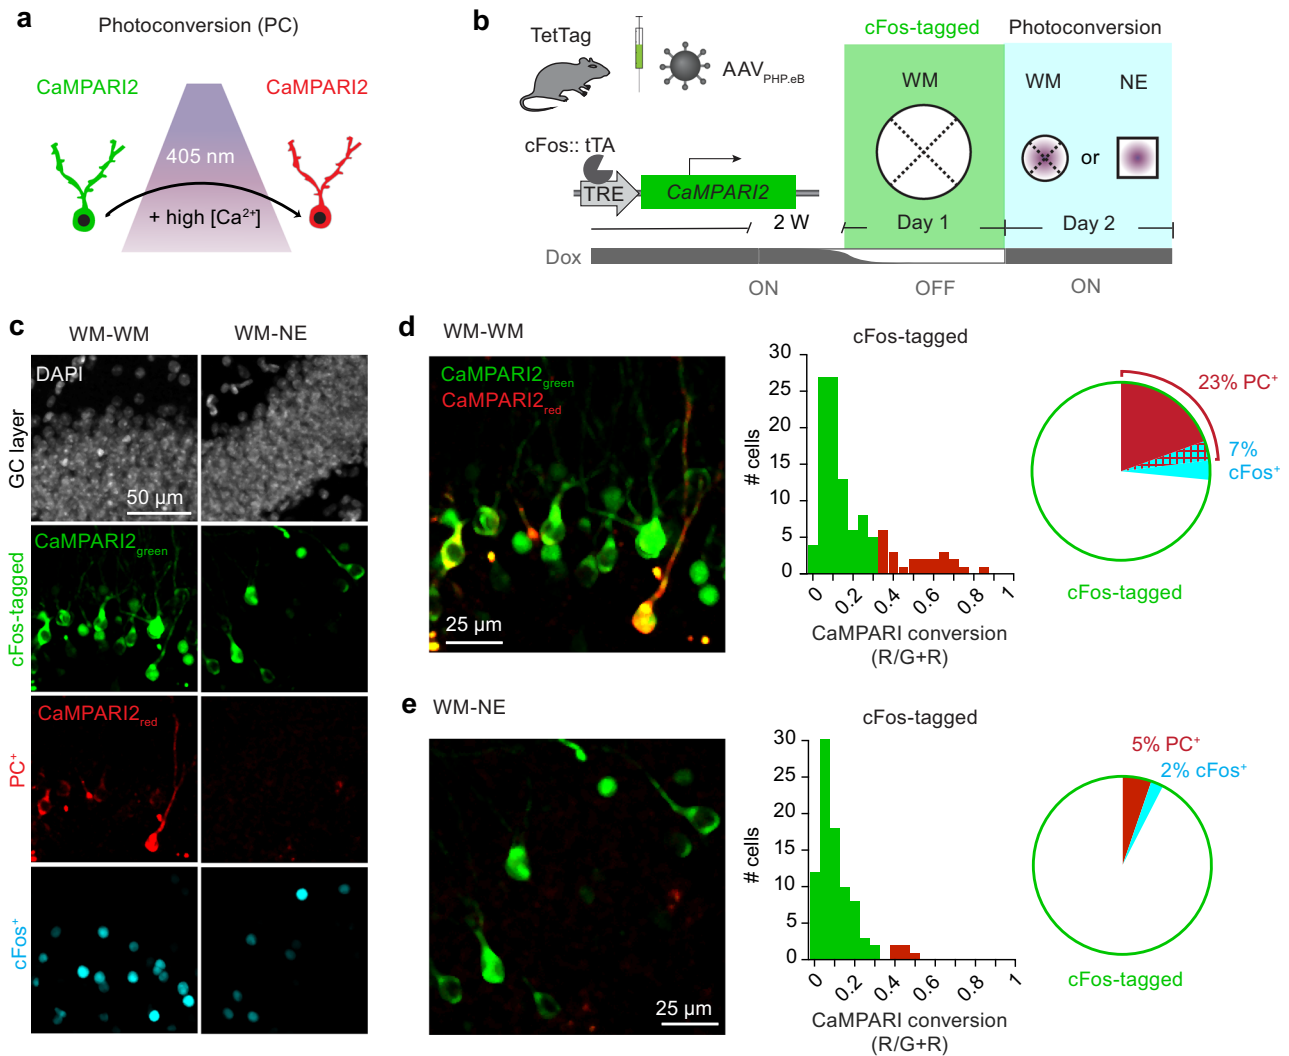 a
Photoconversion (PC)
CaMPARI2
CaMPARI2
405 nm
+ high [Ca²⁺]
b
TetTag
AAV PHP.eB
cFos:: tTA
TRE
CaMPARI2
cFos-tagged
Photoconversion
WM
WM
NE
or
2 W
Day 1
Day 2
Dox
ON
OFF
ON
c
WM-WM
WM-NE
GC layer
DAPI
50 µm
cFos-tagged
CaMPARI2green
PC⁺
CaMPARI2red
cFos⁺
d
WM-WM
CaMPARI2green
CaMPARI2red
25 µm
cFos-tagged
# cells
30
25
20
15
10
5
0
0
0.2
0.4
0.6
0.8
1
CaMPARI conversion
(R/G+R)
23% PC⁺
7%
cFos⁺
cFos-tagged
e
WM-NE
25 µm
cFos-tagged
# cells
30
25
20
15
10
5
0
0
0.2
0.4
0.6
0.8
1
CaMPARI conversion
(R/G+R)
5% PC⁺
2% cFos⁺
cFos-tagged